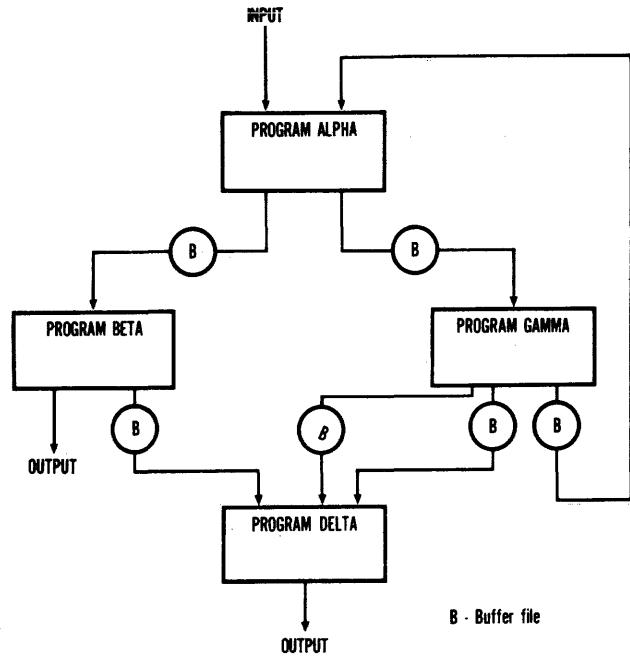 INPUT
PROGRAM ALPHA
B
B
PROGRAM BETA
PROGRAM GAMMA
B
B
B
B
OUTPUT
PROGRAM DELTA
B - Buffer file
OUTPUT